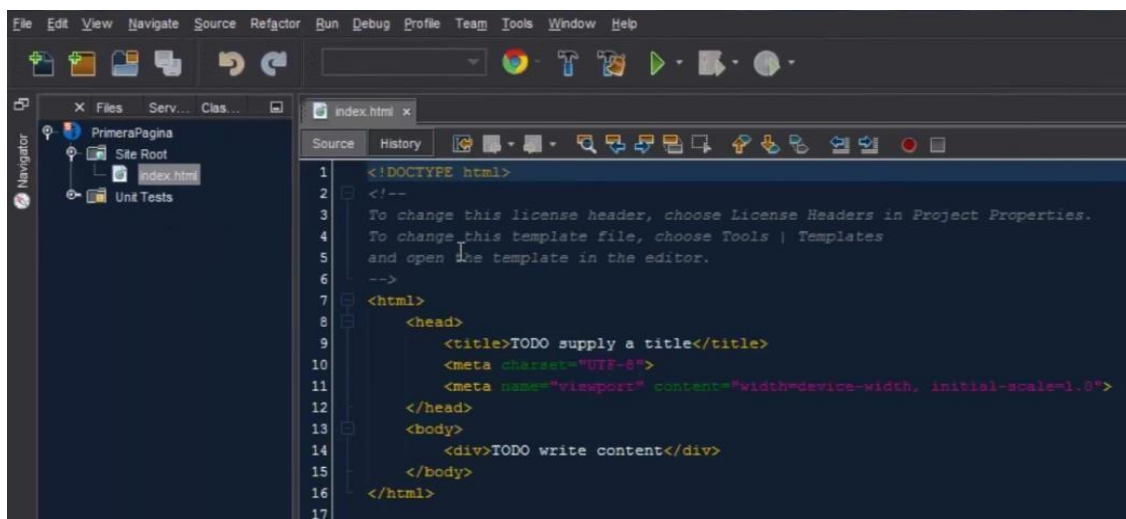 File Edit View Navigate Source Refactor Run Debug Profile Team Tools Window Help
Files Serv... Clas...
index.html
Navigator
PrimeraPagina
Site Root
index.html
Unit Tests
Source History
1 <!DOCTYPE html>
2 <!--
3 To change this license header, choose License Headers in Project Properties.
4 To change this template file, choose Tools | Templates
5 and open the template in the editor.
6 -->
7 <html>
8 <head>
9 <title>TODO supply a title</title>
10 <meta charset="UTF-8">
11 <meta name="viewport" content="width=device-width, initial-scale=1.0">
12 </head>
13 <body>
14 <div>TODO write content</div>
15 </body>
16 </html>
17